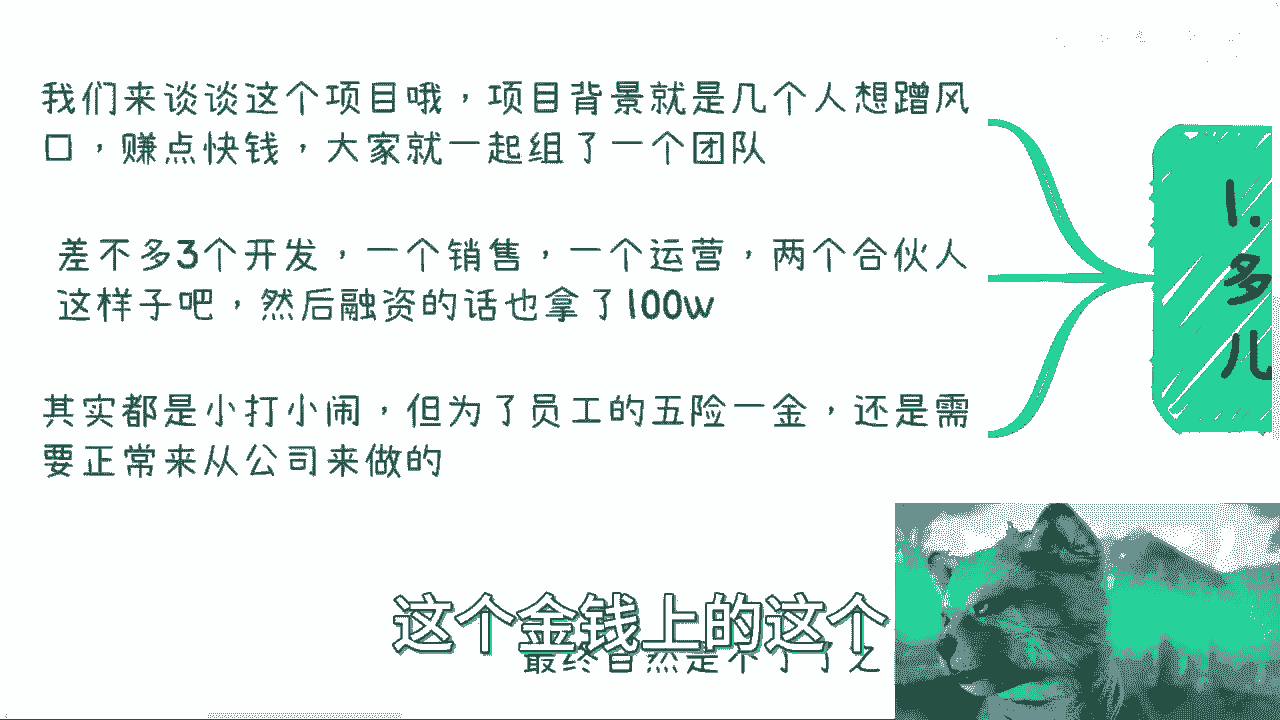 我们来谈谈这个项目哦，项目背景就是几个人想蹭风
口，赚点快钱，大家就一起组了一个团队
差不多3个开发，一个销售，一个运营，两个合伙人
这样子吧，然后融资的话也拿了100w
其实都是小打小闹，但为了员工的五险一金，还是需
要正常来从公司来做的
1.
多
儿
这个金钱上的这个
最终自然是不了了之